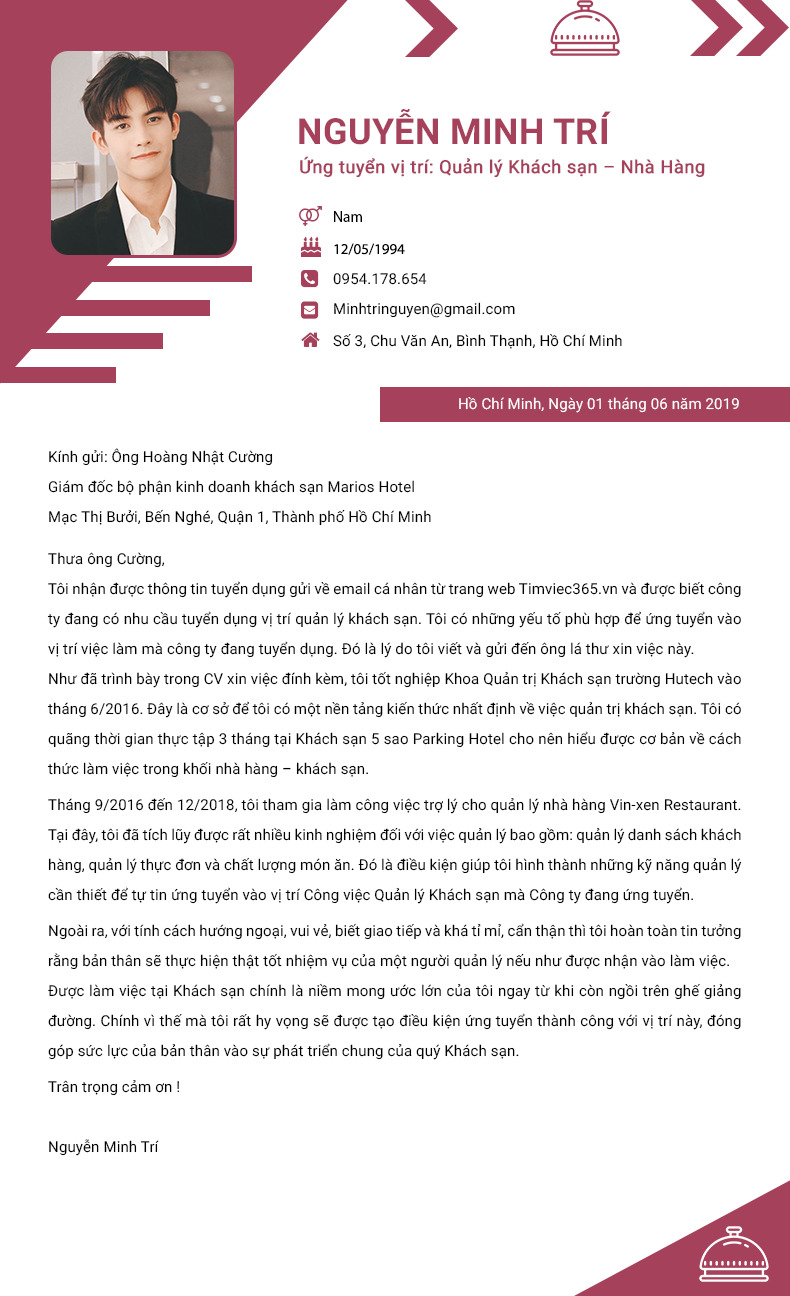 NGUYỄN MINH TRÍ
Ứng tuyển vị trí: Quản lý Khách sạn – Nhà Hàng
Nam
12/05/1994
0954.178.654
Minhtringuyen@gmail.com
Số 3, Chu Văn An, Bình Thạnh, Hồ Chí Minh
Hồ Chí Minh, Ngày 01 tháng 06 năm 2019
Kính gửi: Ông Hoàng Nhật Cường
Giám đốc bộ phận kinh doanh khách sạn Marios Hotel
Mạc Thị Bưởi, Bến Nghé, Quận 1, Thành phố Hồ Chí Minh
Thưa ông Cường,
Tôi nhận được thông tin tuyển dụng gửi về email cá nhân từ trang web Timviec365.vn và được biết công
ty đang có nhu cầu tuyển dụng vị trí quản lý khách sạn. Tôi có những yếu tố phù hợp để ứng tuyển vào
vị trí việc làm mà công ty đang tuyển dụng. Đó là lý do tôi viết và gửi đến ông lá thư xin việc này.
Như đã trình bày trong CV xin việc đính kèm, tôi tốt nghiệp Khoa Quản trị Khách sạn trường Hutech vào
tháng 6/2016. Đây là cơ sở để tôi có một nền tảng kiến thức nhất định về việc quản trị khách sạn. Tôi có
quãng thời gian thực tập 3 tháng tại Khách sạn 5 sao Parking Hotel cho nên hiểu được cơ bản về cách
thức làm việc trong khối nhà hàng – khách sạn.
Tháng 9/2016 đến 12/2018, tôi tham gia làm công việc trợ lý cho quản lý nhà hàng Vin-xen Restaurant.
Tại đây, tôi đã tích lũy được rất nhiều kinh nghiệm đối với việc quản lý bao gồm: quản lý danh sách khách
hàng, quản lý thực đơn và chất lượng món ăn. Đó là điều kiện giúp tôi hình thành những kỹ năng quản lý
cần thiết để tự tin ứng tuyển vào vị trí Công việc Quản lý Khách sạn mà Công ty đang ứng tuyển.
Ngoài ra, với tính cách hướng ngoại, vui vẻ, biết giao tiếp và khá tỉ mỉ, cẩn thận thì tôi hoàn toàn tin tưởng
rằng bản thân sẽ thực hiện thật tốt nhiệm vụ của một người quản lý nếu như được nhận vào làm việc.
Được làm việc tại Khách sạn chính là niềm mong ước lớn của tôi ngay từ khi còn ngồi trên ghế giảng
đường. Chính vì thế mà tôi rất hy vọng sẽ được tạo điều kiện ứng tuyển thành công với vị trí này, đóng
góp sức lực của bản thân vào sự phát triển chung của quý Khách sạn.
Trân trọng cảm ơn !
Nguyễn Minh Trí